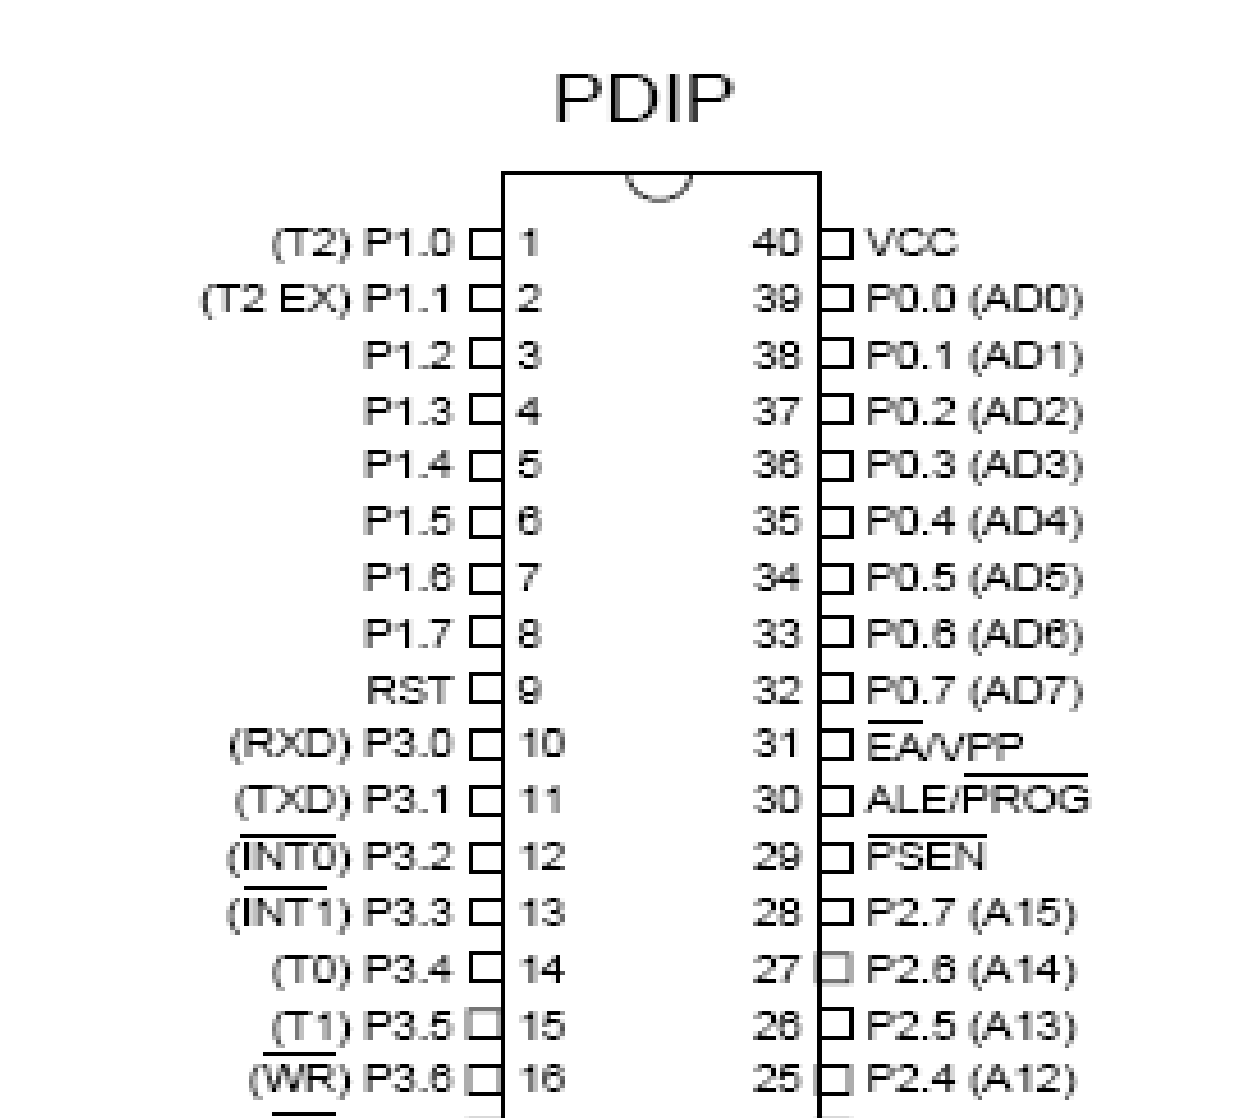 PDIP
(T2) P1.0 1 40 VCC
(T2 EX) P1.1 2 39 P0.0 (AD0)
P1.2 3 38 P0.1 (AD1)
P1.3 4 37 P0.2 (AD2)
P1.4 5 36 P0.3 (AD3)
P1.5 6 35 P0.4 (AD4)
P1.6 7 34 P0.5 (AD5)
P1.7 8 33 P0.6 (AD6)
RST 9 32 P0.7 (AD7)
(RXD) P3.0 10 31 EA/VPP
(TXD) P3.1 11 30 ALE/PROG
(INT0) P3.2 12 29 PSEN
(INT1) P3.3 13 28 P2.7 (A15)
(T0) P3.4 14 27 P2.6 (A14)
(T1) P3.5 15 26 P2.5 (A13)
(WR) P3.6 16 25 P2.4 (A12)